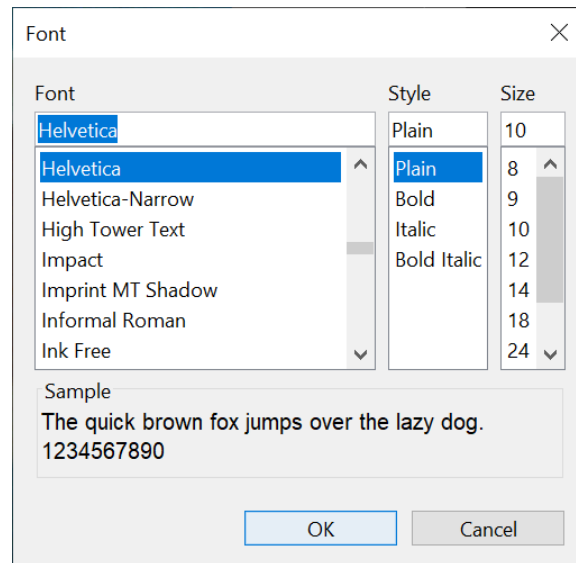 Font
Font
Style
Size
Helvetica
Plain
10
Helvetica
Helvetica-Narrow
High Tower Text
Impact
Imprint MT Shadow
Informal Roman
Ink Free
Plain
Bold
Italic
Bold Italic
8
9
10
12
14
18
24
Sample
The quick brown fox jumps over the lazy dog.
1234567890
OK
Cancel